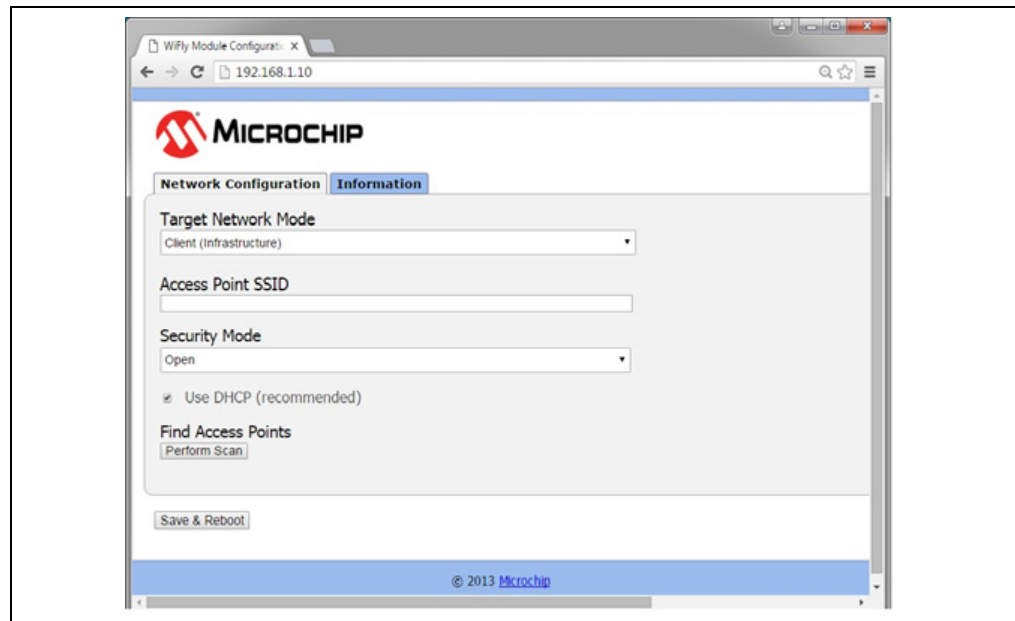 WiFly Module Configuratic
192.168.1.10
MICROCHIP
Network Configuration Information
Target Network Mode
Client (Infrastructure)
Access Point SSID
Security Mode
Open
Use DHCP (recommended)
Find Access Points
Perform Scan
Save & Reboot
© 2013 Microchip